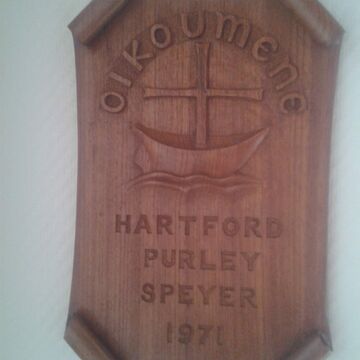 OIKOUMENE
HARTFORD
PURLEY
SPEYER
1971